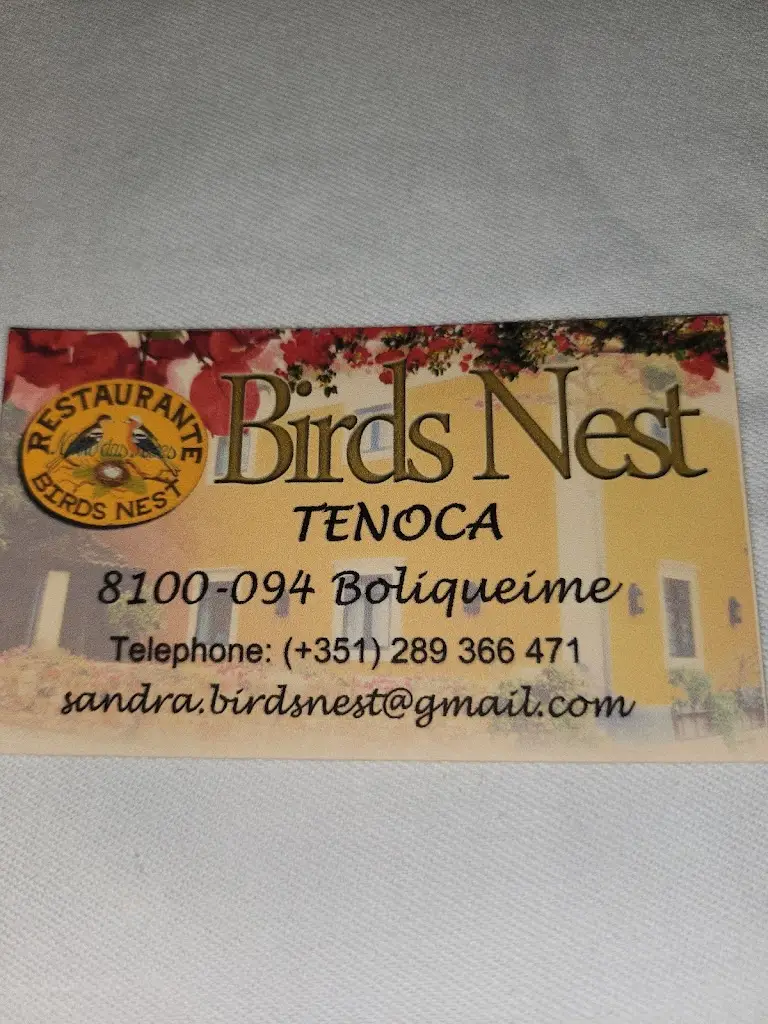 RESTAURANTE
BIRDS NEST
Birds Nest
TENOCA
8100-094 Boliqueime
Telephone: (+351) 289 366 471
sandra.birdsnest@gmail.com